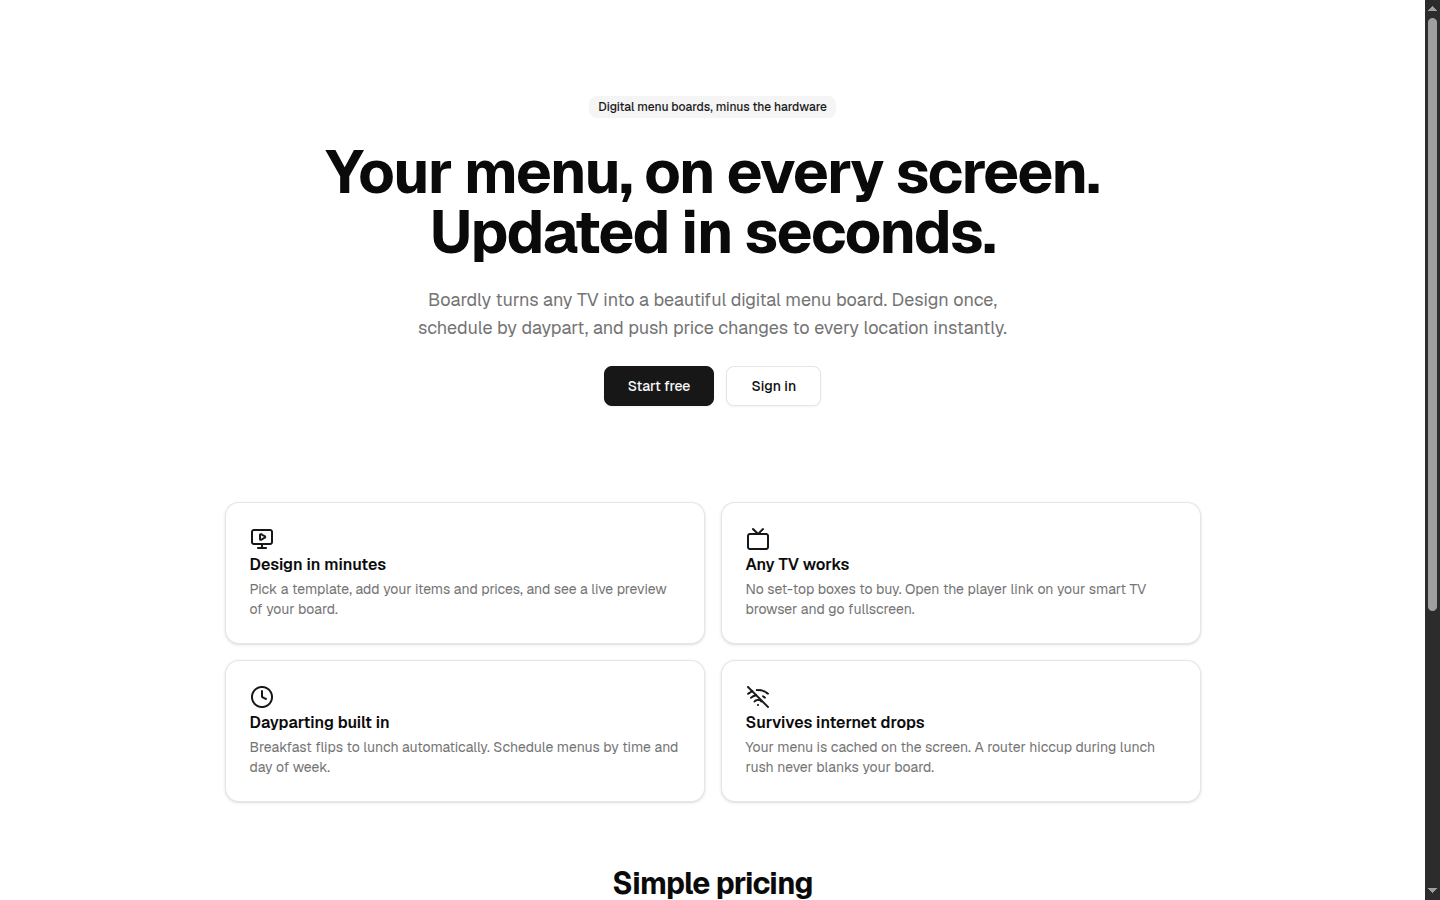 Digital menu boards, minus the hardware
Your menu, on every screen.
Updated in seconds.
Boardly turns any TV into a beautiful digital menu board. Design once,
schedule by daypart, and push price changes to every location instantly.
Start free
Sign in
Design in minutes
Pick a template, add your items and prices, and see a live preview
of your board.
Any TV works
No set-top boxes to buy. Open the player link on your smart TV
browser and go fullscreen.
Dayparting built in
Breakfast flips to lunch automatically. Schedule menus by time and
day of week.
Survives internet drops
Your menu is cached on the screen. A router hiccup during lunch
rush never blanks your board.
Simple pricing